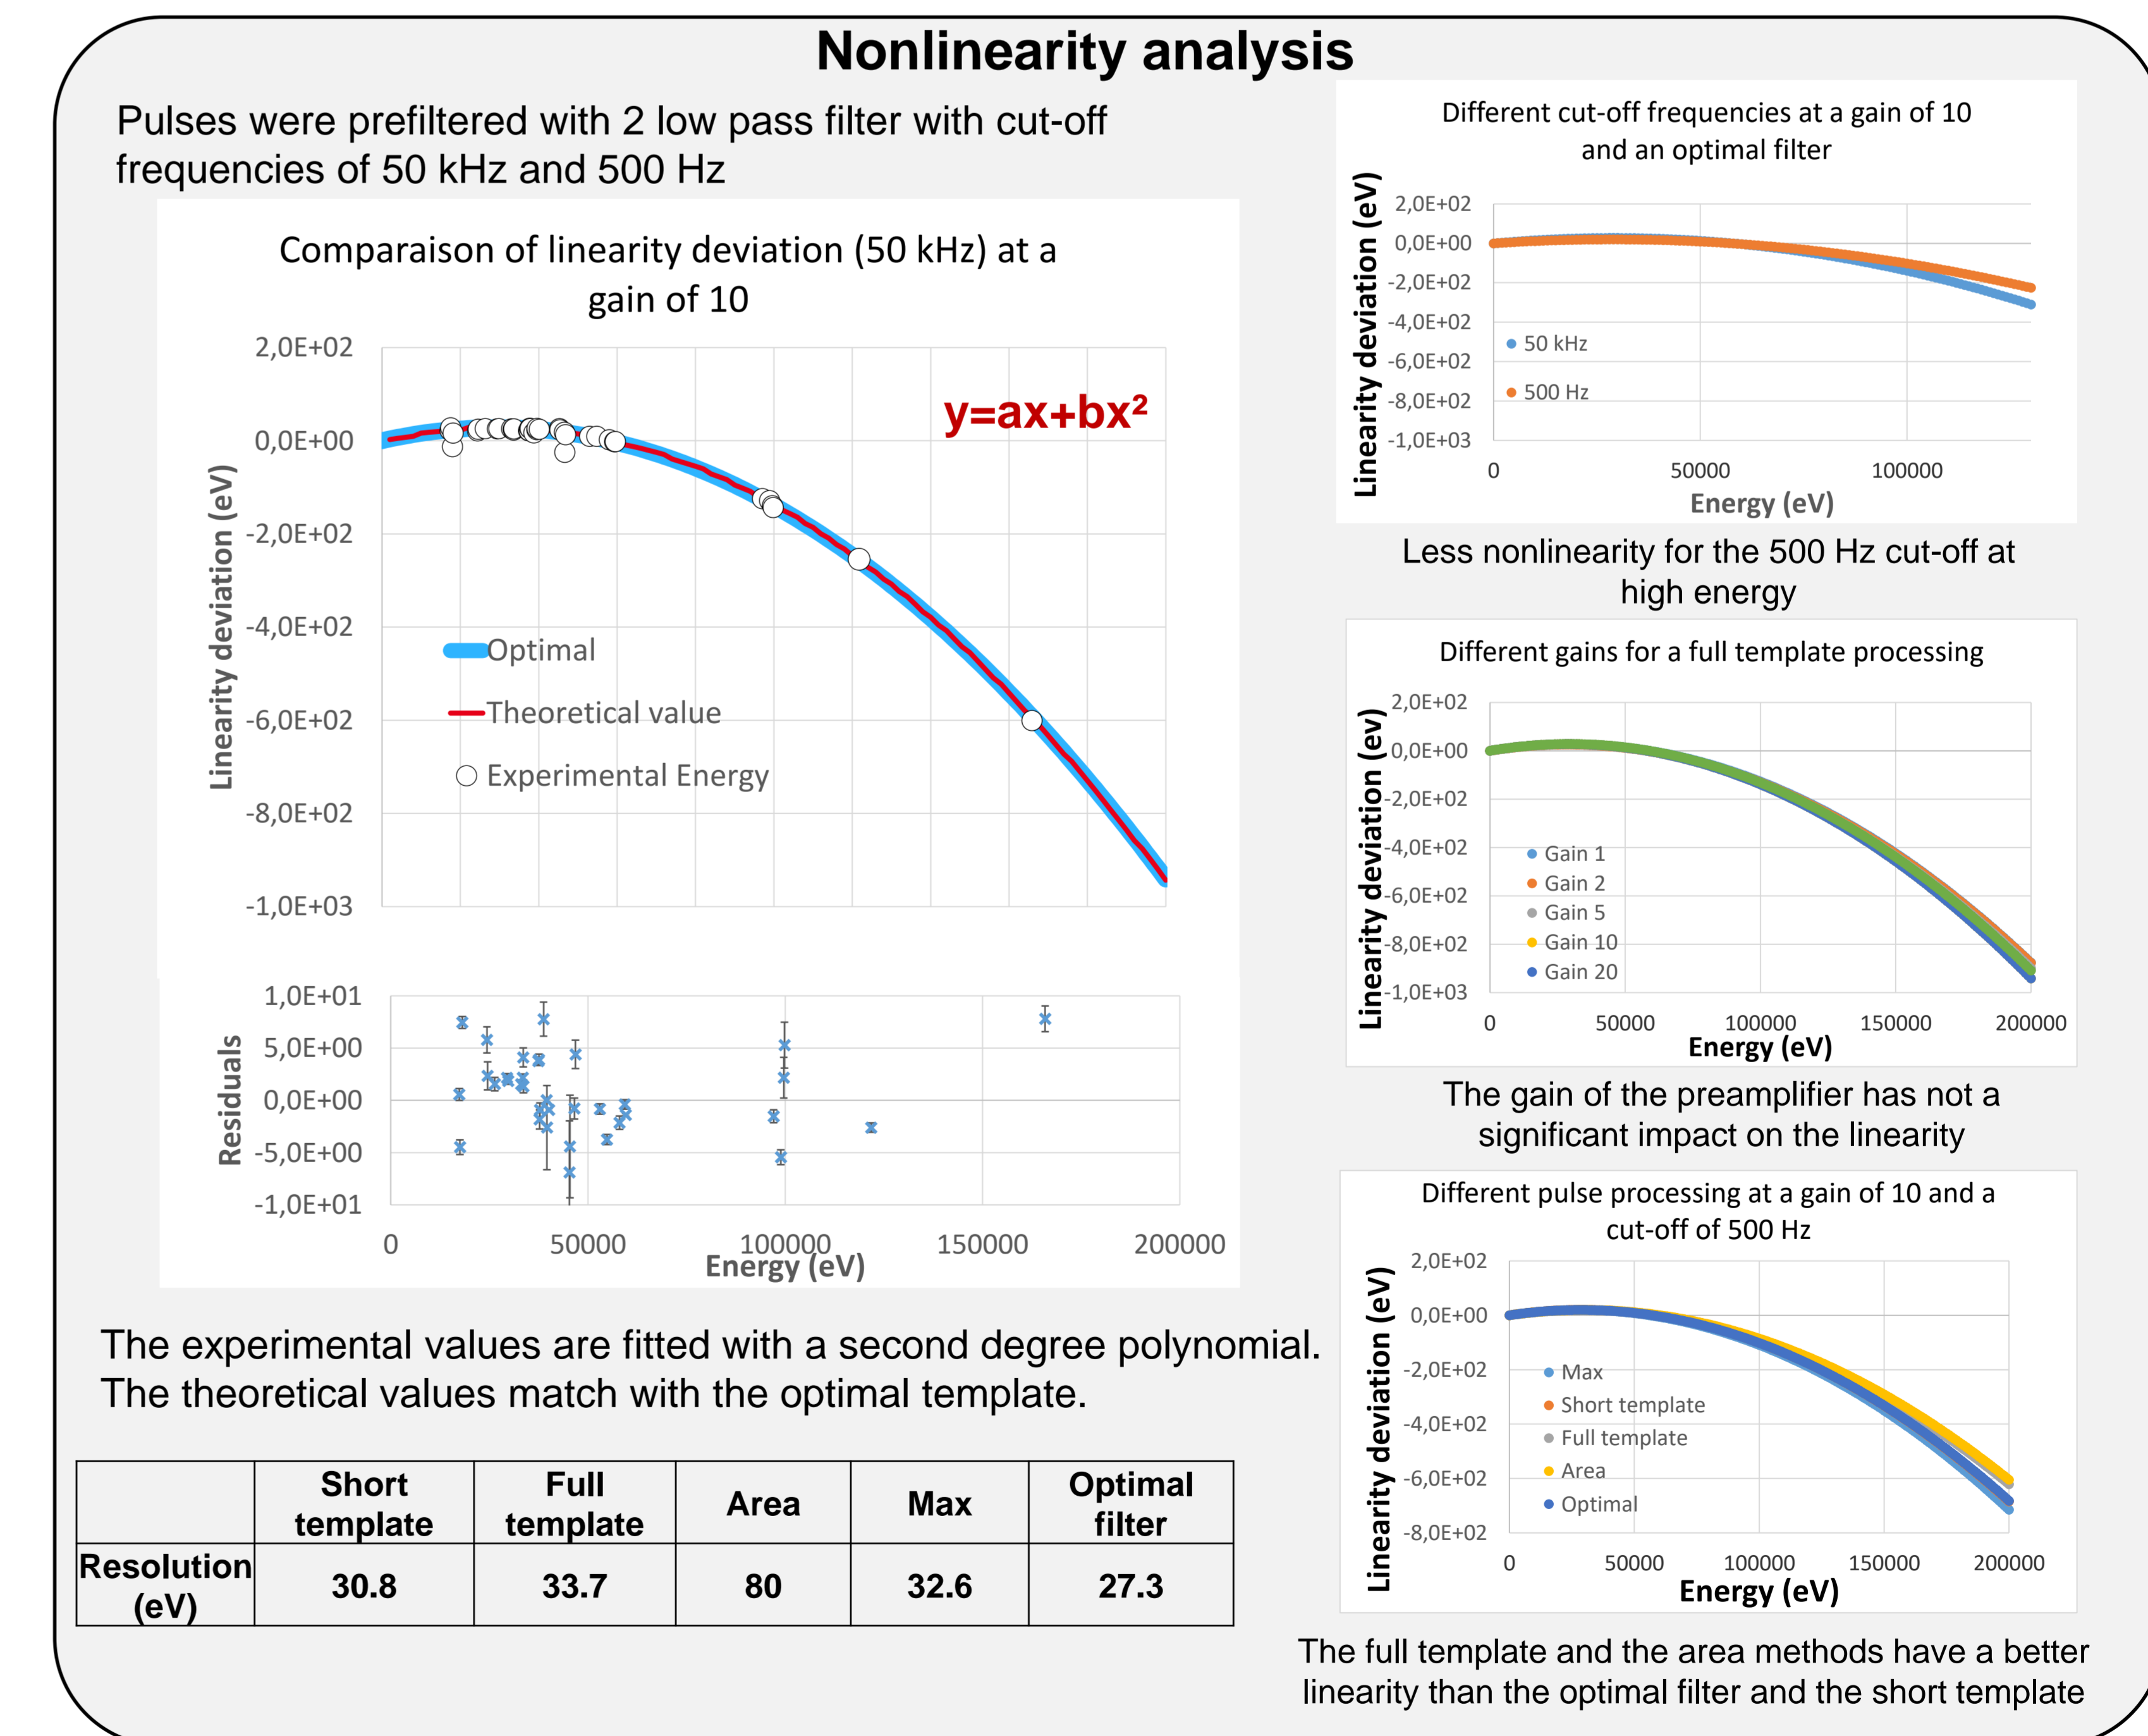 Nonlinearity analysis
Pulses were prefiltered with 2 low pass filter with cut-off
frequencies of 50 kHz and 500 Hz
Comparaison of linearity deviation (50 kHz) at a
gain of 10
y=ax+bx²
Linearity deviation (eV)
2,0E+02
0,0E+00
-2,0E+02
-4,0E+02
-6,0E+02
-8,0E+02
-1,0E+03
Optimal
Theoretical value
Experimental Energy
Residuals
1,0E+01
5,0E+00
0,0E+00
-5,0E+00
-1,0E+01
0 50000 100000 150000 200000
Energy (eV)
The experimental values are fitted with a second degree polynomial.
The theoretical values match with the optimal template.
Short template Full template Area Max Optimal filter
Resolution (eV) 30.8 33.7 80 32.6 27.3
Different cut-off frequencies at a gain of 10
and an optimal filter
Linearity deviation (eV)
2,0E+02
0,0E+00
-2,0E+02
-4,0E+02
-6,0E+02
-8,0E+02
-1,0E+03
50 kHz
500 Hz
0 50000 100000
Energy (eV)
Less nonlinearity for the 500 Hz cut-off at
high energy
Different gains for a full template processing
Linearity deviation (ev)
2,0E+02
0,0E+00
-2,0E+02
-4,0E+02
-6,0E+02
-8,0E+02
-1,0E+03
Gain 1
Gain 2
Gain 5
Gain 10
Gain 20
0 50000 100000 150000 200000
Energy (eV)
The gain of the preamplifier has not a
significant impact on the linearity
Different pulse processing at a gain of 10 and a
cut-off of 500 Hz
Linearity deviation (eV)
2,0E+02
0,0E+00
-2,0E+02
-4,0E+02
-6,0E+02
-8,0E+02
Max
Short template
Full template
Area
Optimal
0 50000 100000 150000 200000
Energy (eV)
The full template and the area methods have a better
linearity than the optimal filter and the short template